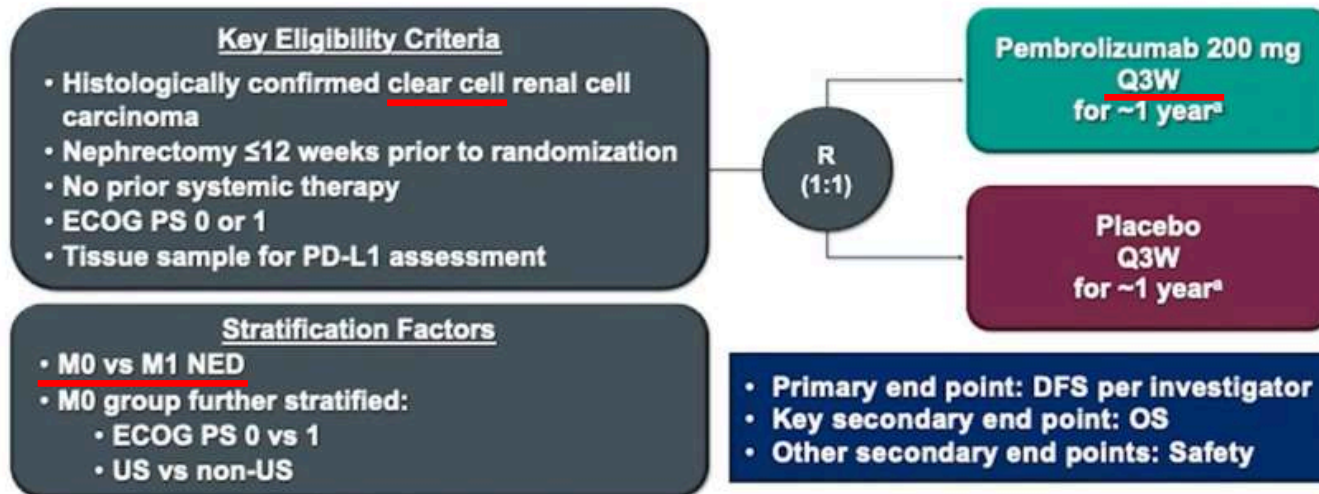 Key Eligibility Criteria
• Histologically confirmed clear cell renal cell
carcinoma
• Nephrectomy ≤12 weeks prior to randomization
• No prior systemic therapy
• ECOG PS 0 or 1
• Tissue sample for PD-L1 assessment
Stratification Factors
• M0 vs M1 NED
• M0 group further stratified:
• ECOG PS 0 vs 1
• US vs non-US
R
(1:1)
Pembrolizumab 200 mg
Q3W
for ~1 yearᵃ
Placebo
Q3W
for ~1 yearᵃ
• Primary end point: DFS per investigator
• Key secondary end point: OS
• Other secondary end points: Safety